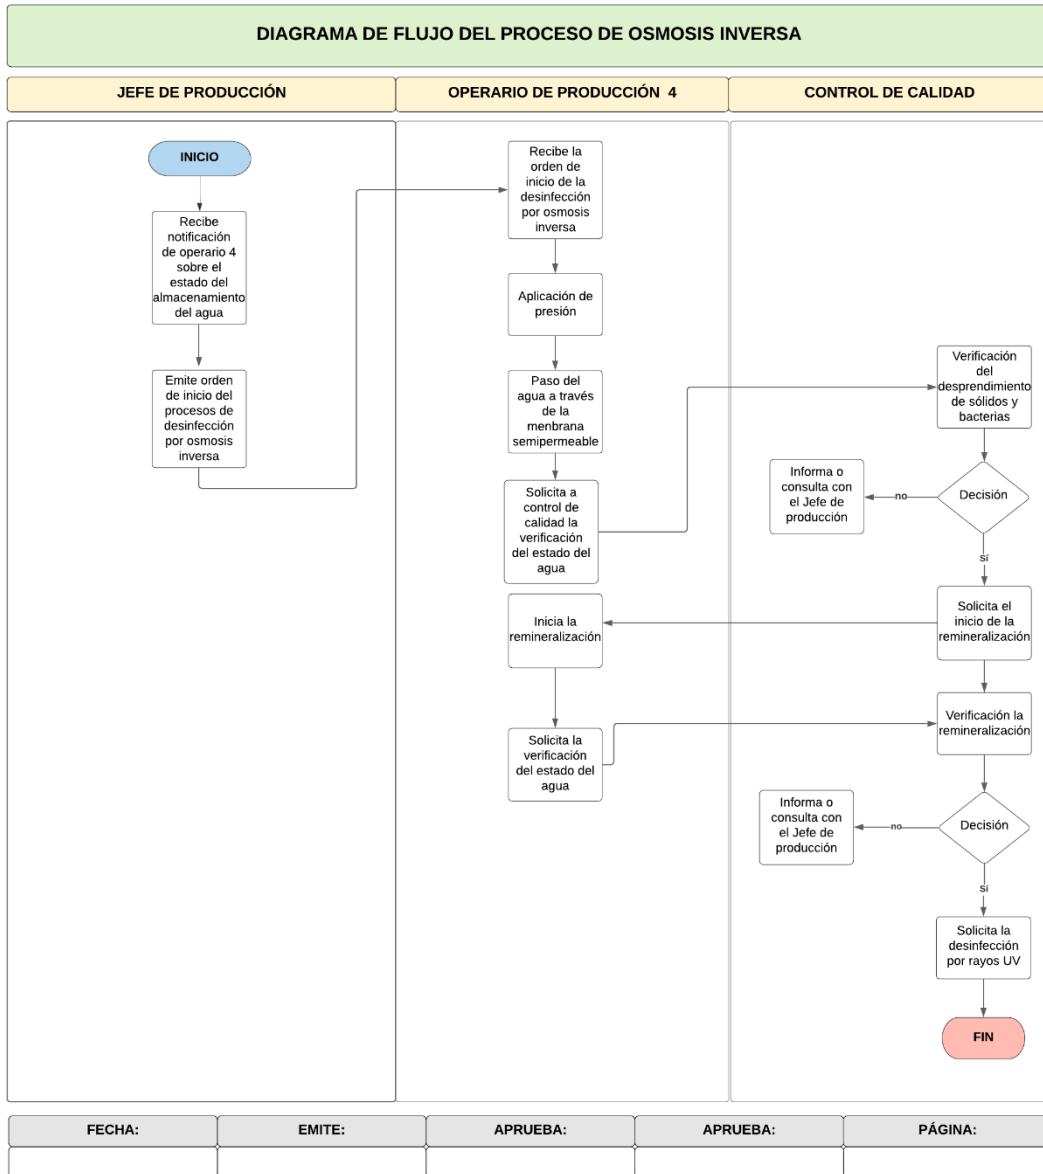 DIAGRAMA DE FLUJO DEL PROCESO DE OSMOSIS INVERSA
JEFE DE PRODUCCIÓN
OPERARIO DE PRODUCCIÓN 4
CONTROL DE CALIDAD
INICIO
Recibe
notificación
de operario 4
sobre el
estado del
almacenamiento
del agua
Emite orden
de inicio del
procesos de
desinfección
por osmosis
inversa
Recibe la
orden de
inicio de la
desinfección
por osmosis
inversa
Aplicación de
presión
Paso del
agua a través
de la
menbrana
semipermeable
Solicita a
control de
calidad la
verificación
del estado del
agua
Verificación
del
desprendimiento
de sólidos y
bacterias
Decisión
no
Informa o
consulta con
el Jefe de
producción
sí
Solicita el
inicio de la
remineralización
Inicia la
remineralización
Solicita la
verificación
del estado del
agua
Verificación la
remineralización
Decisión
no
Informa o
consulta con
el Jefe de
producción
sí
Solicita la
desinfección
por rayos UV
FIN
FECHA:
EMITE:
APRUEBA:
APRUEBA:
PÁGINA: